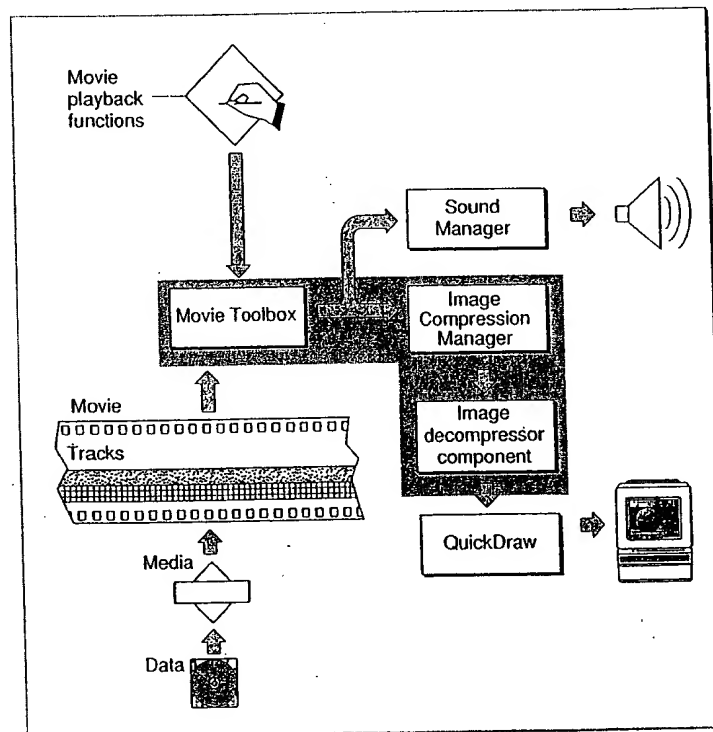 Movie
playback
functions
Sound
Manager
Movie Toolbox
Image
Compression
Manager
Movie
Tracks
Image
decompressor
component
QuickDraw
Media
Data